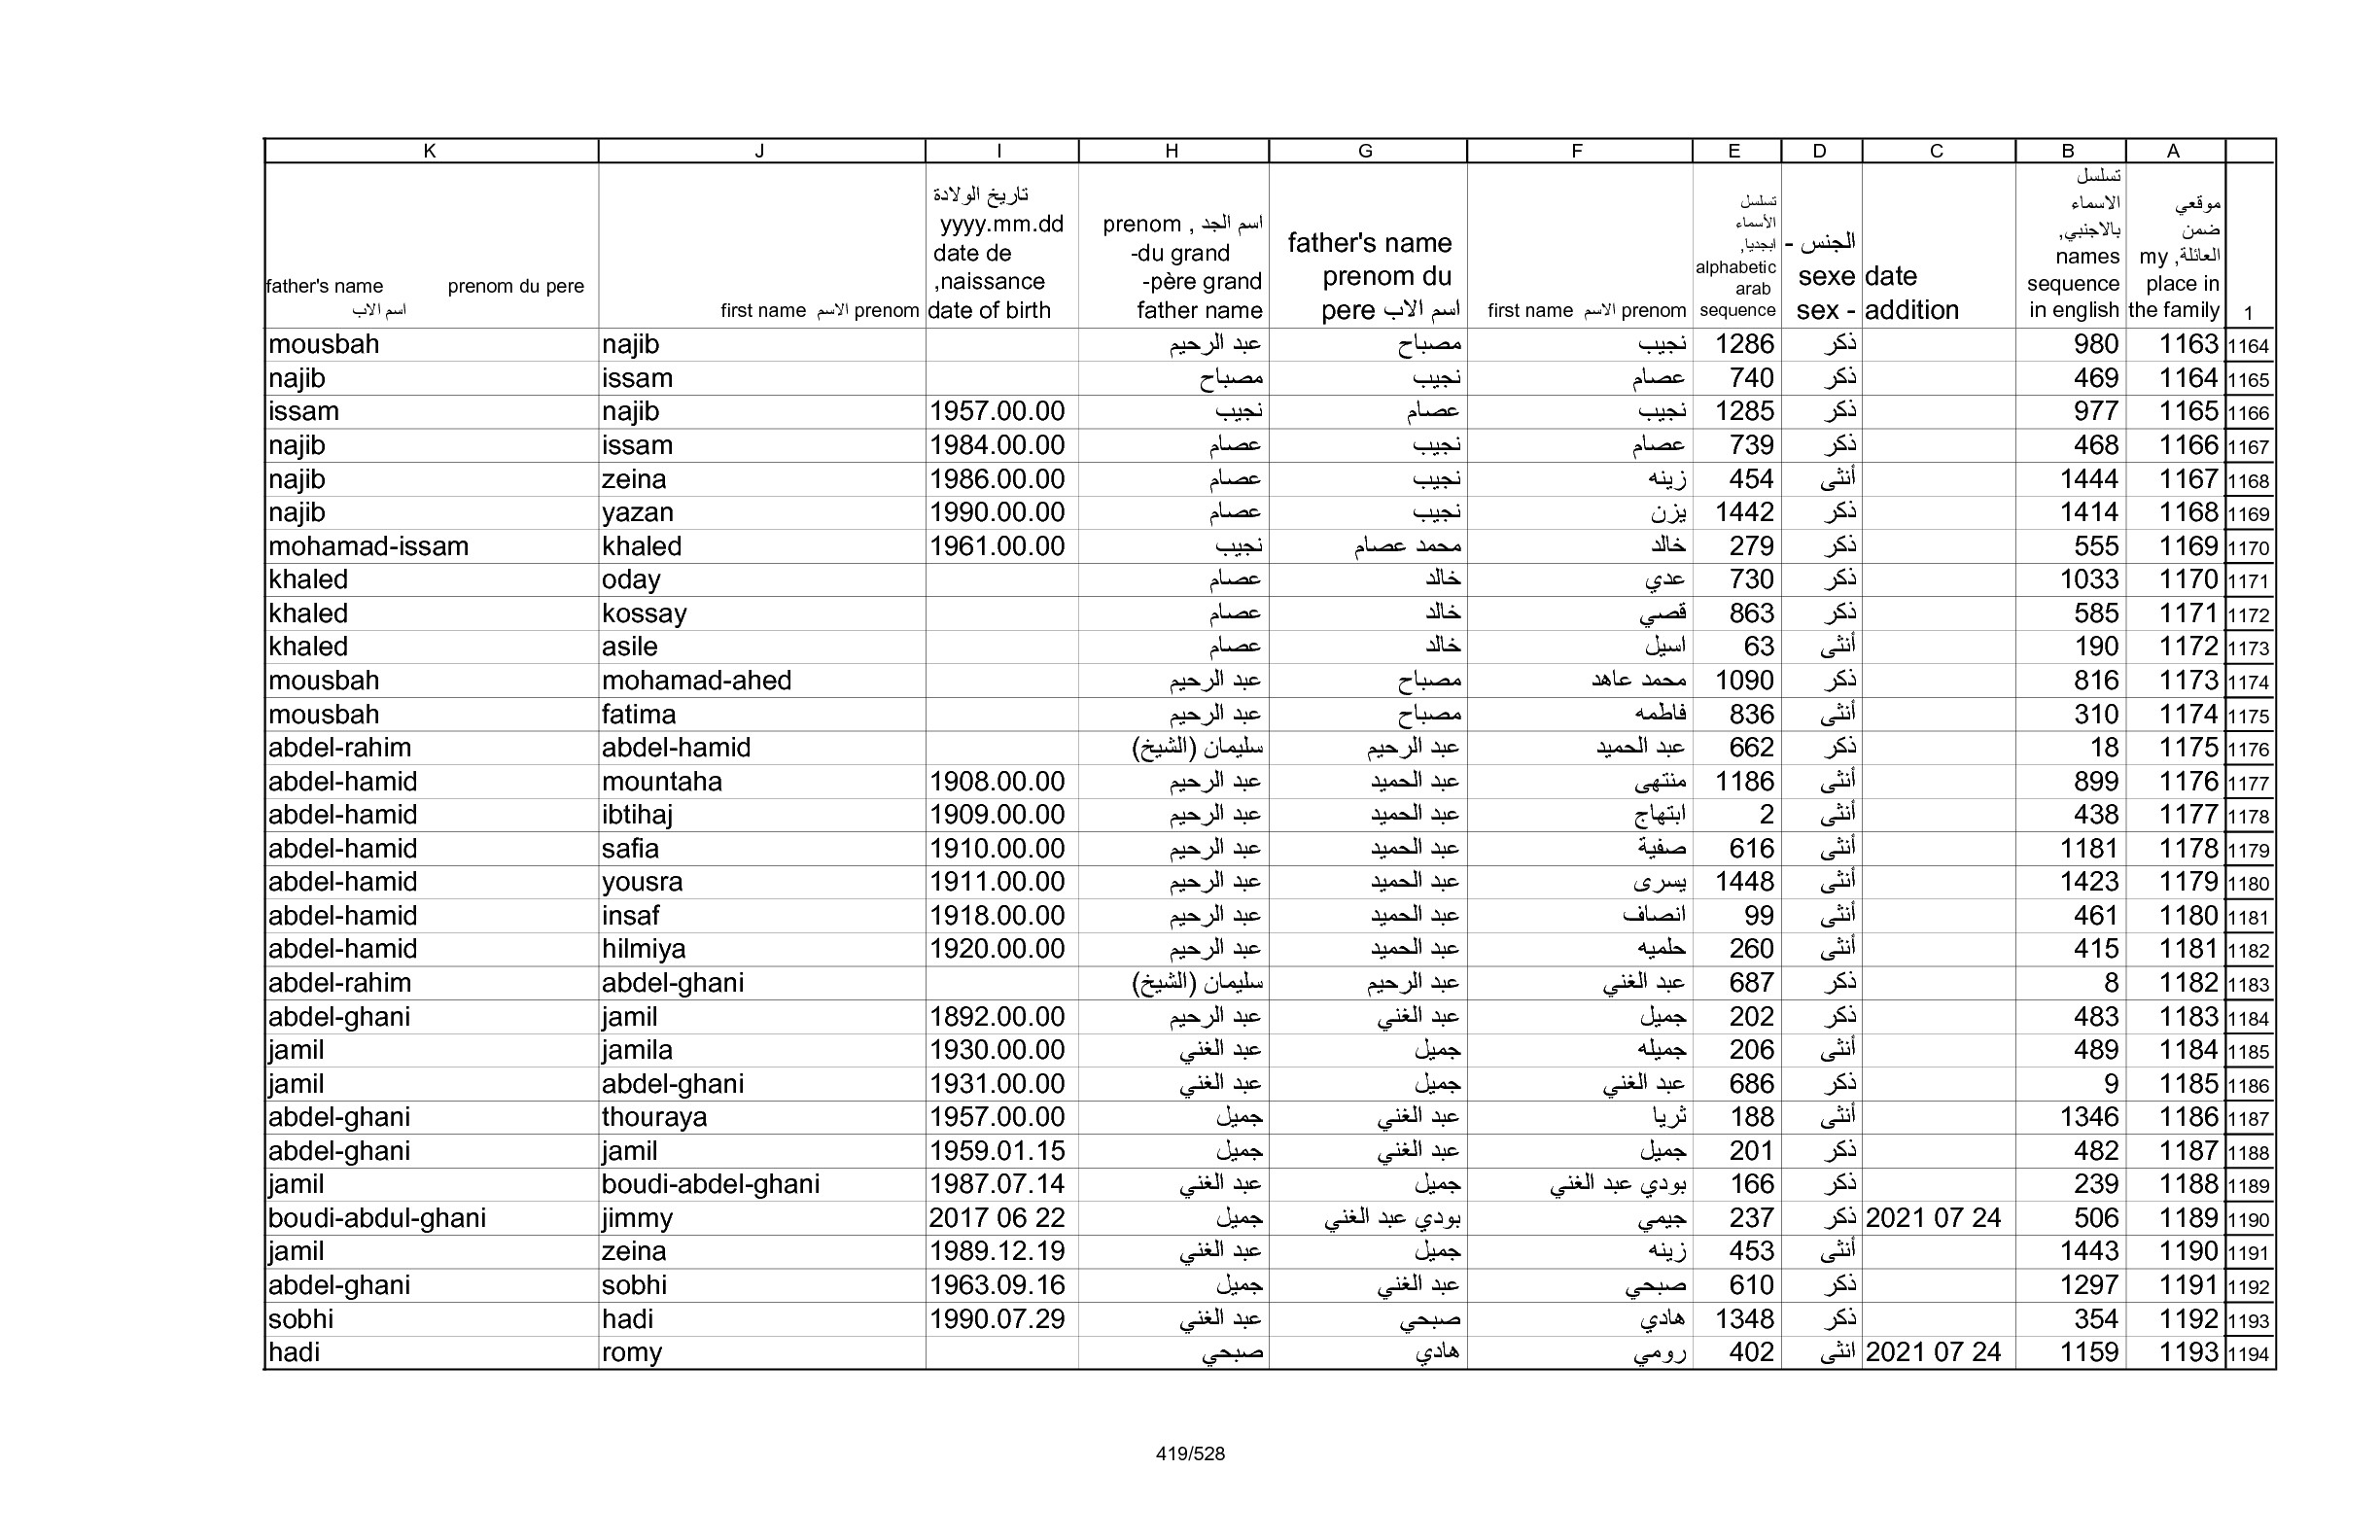 K J I H G F E D C B A
father's name prenom du pere اسم الاب
first name الاسم prenom
تاريخ الولادة yyyy.mm.dd date de naissance, date of birth
اسم الجد , prenom du grand-père grand-father name
father's name prenom du pere اسم الاب
first name الاسم prenom
تسلسل الأسماء ابجديا, alphabetic arab sequence
الجنس - sexe sex -
date addition
تسلسل الاسماء بالاجنبي, names sequence in english
موقعي ضمن العائلة, my place in the family
1
mousbah najib عبد الرحيم مصباح نجيب 1286 ذكر 980 1163 1164
najib issam مصباح نجيب عصام 740 ذكر 469 1164 1165
issam najib 1957.00.00 نجيب عصام نجيب 1285 ذكر 977 1165 1166
najib issam 1984.00.00 عصام نجيب عصام 739 ذكر 468 1166 1167
najib zeina 1986.00.00 عصام نجيب زينه 454 أنثى 1444 1167 1168
najib yazan 1990.00.00 عصام نجيب يزن 1442 ذكر 1414 1168 1169
mohamad-issam khaled 1961.00.00 نجيب محمد عصام خالد 279 ذكر 555 1169 1170
khaled oday عصام خالد عدي 730 ذكر 1033 1170 1171
khaled kossay عصام خالد قصي 863 ذكر 585 1171 1172
khaled asile عصام خالد اسيل 63 أنثى 190 1172 1173
mousbah mohamad-ahed عبد الرحيم مصباح محمد عاهد 1090 ذكر 816 1173 1174
mousbah fatima عبد الرحيم مصباح فاطمه 836 أنثى 310 1174 1175
abdel-rahim abdel-hamid سليمان (الشيخ) عبد الرحيم عبد الحميد 662 ذكر 18 1175 1176
abdel-hamid mountaha 1908.00.00 عبد الرحيم عبد الحميد منتهى 1186 أنثى 899 1176 1177
abdel-hamid ibtihaj 1909.00.00 عبد الرحيم عبد الحميد ابتهاج 2 أنثى 438 1177 1178
abdel-hamid safia 1910.00.00 عبد الرحيم عبد الحميد صفية 616 أنثى 1181 1178 1179
abdel-hamid yousra 1911.00.00 عبد الرحيم عبد الحميد يسرى 1448 أنثى 1423 1179 1180
abdel-hamid insaf 1918.00.00 عبد الرحيم عبد الحميد انصاف 99 أنثى 461 1180 1181
abdel-hamid hilmiya 1920.00.00 عبد الرحيم عبد الحميد حلميه 260 أنثى 415 1181 1182
abdel-rahim abdel-ghani سليمان (الشيخ) عبد الرحيم عبد الغني 687 ذكر 8 1182 1183
abdel-ghani jamil 1892.00.00 عبد الرحيم عبد الغني جميل 202 ذكر 483 1183 1184
jamil jamila 1930.00.00 عبد الغني جميل جميله 206 أنثى 489 1184 1185
jamil abdel-ghani 1931.00.00 عبد الغني جميل عبد الغني 686 ذكر 9 1185 1186
abdel-ghani thouraya 1957.00.00 جميل عبد الغني ثريا 188 أنثى 1346 1186 1187
abdel-ghani jamil 1959.01.15 جميل عبد الغني جميل 201 ذكر 482 1187 1188
jamil boudi-abdel-ghani 1987.07.14 عبد الغني جميل بودي عبد الغني 166 ذكر 239 1188 1189
boudi-abdul-ghani jimmy 2017 06 22 جميل بودي عبد الغني جيمي 237 ذكر 2021 07 24 506 1189 1190
jamil zeina 1989.12.19 عبد الغني جميل زينه 453 أنثى 1443 1190 1191
abdel-ghani sobhi 1963.09.16 جميل عبد الغني صبحي 610 ذكر 1297 1191 1192
sobhi hadi 1990.07.29 عبد الغني صبحي هادي 1348 ذكر 354 1192 1193
hadi romy صبحي هادي رومي 402 انثى 2021 07 24 1159 1193 1194
419/528